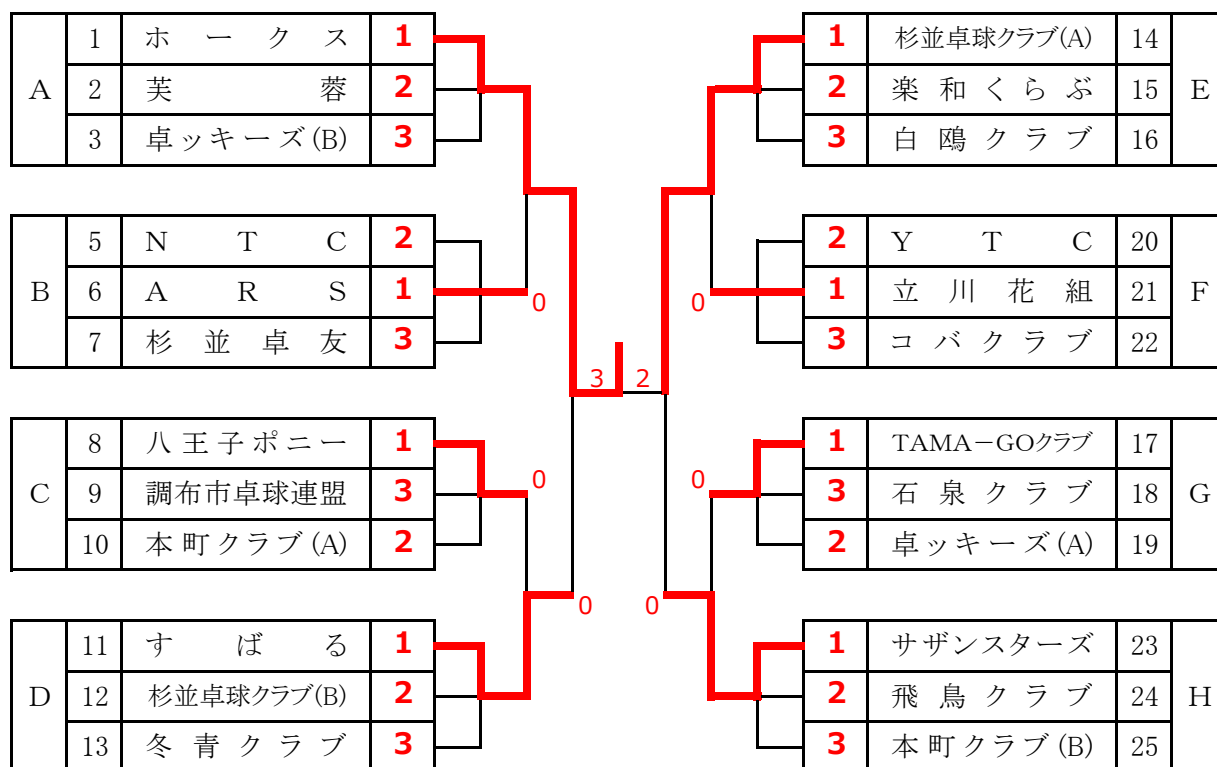 1 ホークス 1
A 2 芙蓉 2
3 卓ッキーズ(B) 3
5 NTC 2
B 6 ARS 1 0
7 杉並卓友 3
8 八王子ポニー 1
C 9 調布市卓球連盟 3 0
10 本町クラブ(A) 2
0
11 すばる 1
D 12 杉並卓球クラブ(B) 2
13 冬青クラブ 3
3 2
1 杉並卓球クラブ(A) 14
2 楽和くらぶ 15 E
3 白鴎クラブ 16
2 YTC 20
0 1 立川花組 21 F
3 コバクラブ 22
1 TAMA－GOクラブ 17
0 3 石泉クラブ 18 G
2 卓ッキーズ(A) 19
0
1 サザンスターズ 23
2 飛鳥クラブ 24 H
3 本町クラブ(B) 25